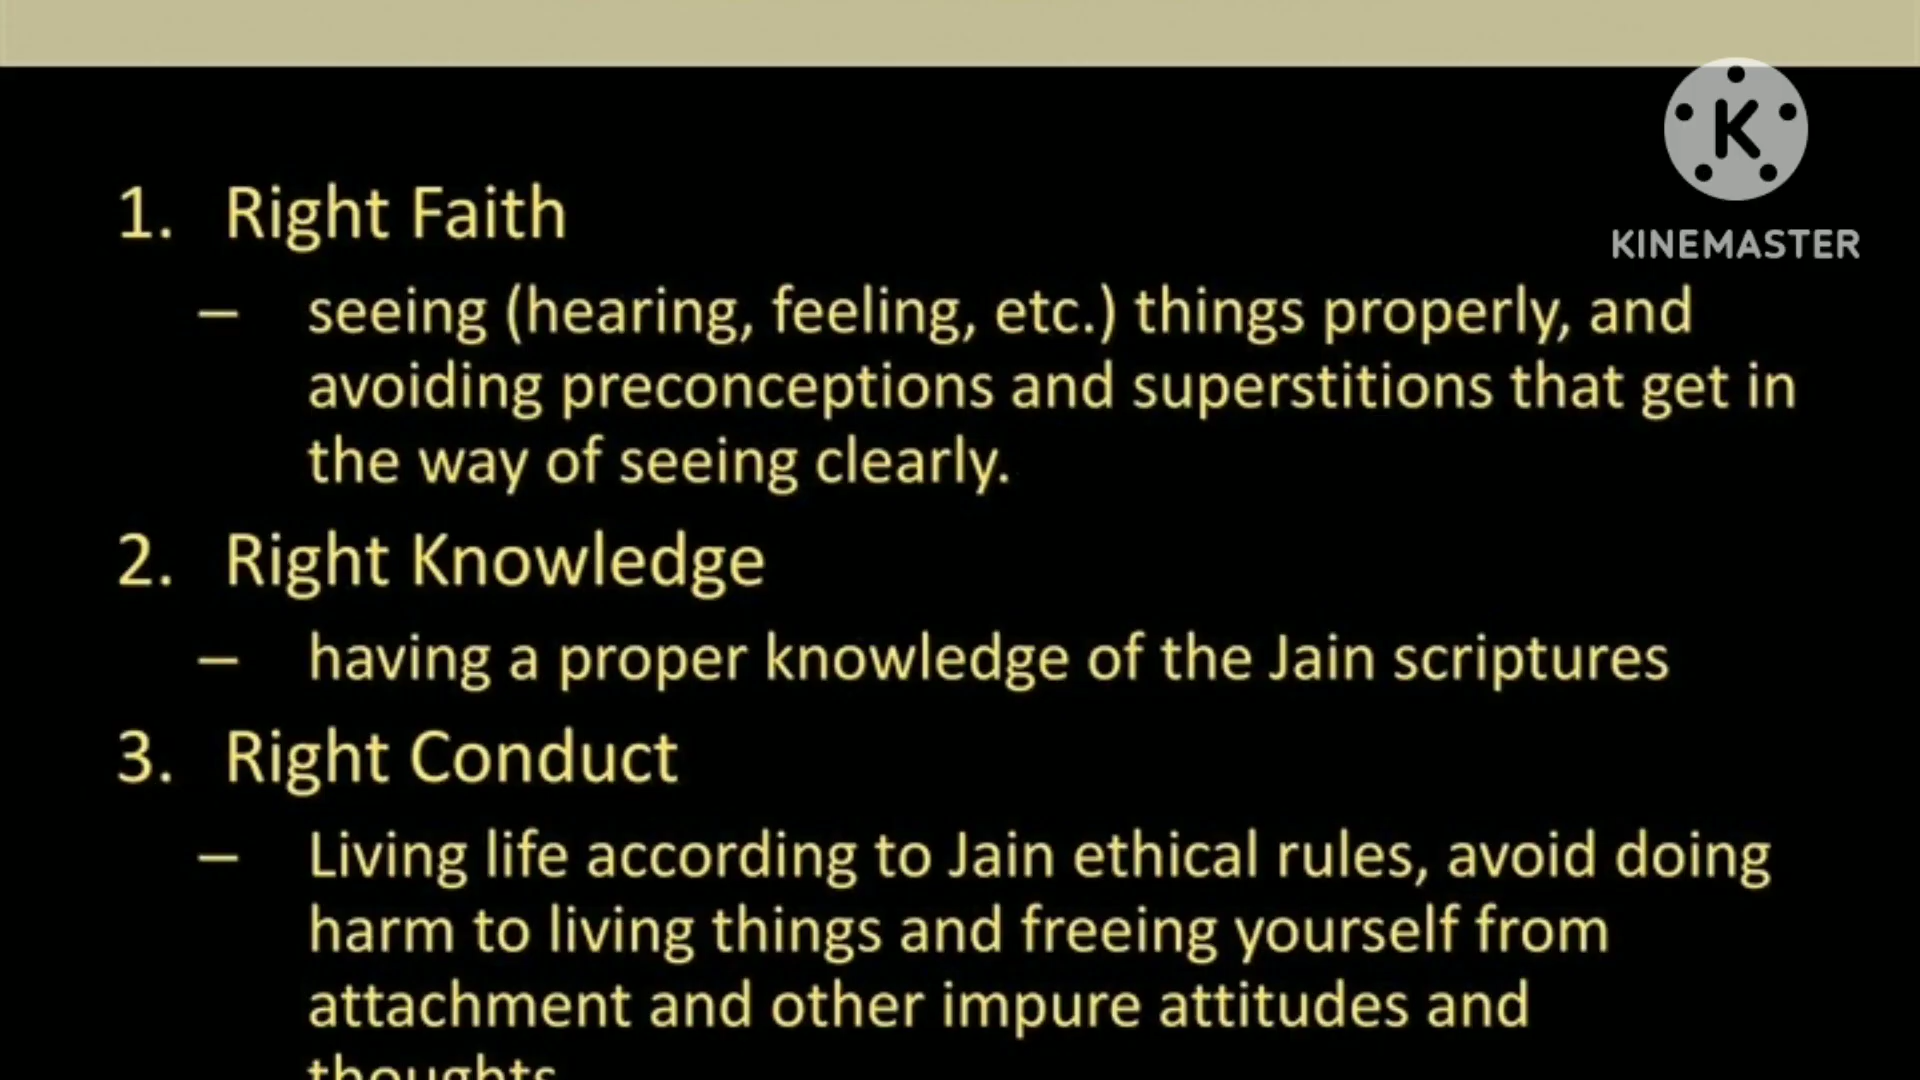 K
KINEMASTER
1. Right Faith
– seeing (hearing, feeling, etc.) things properly, and
avoiding preconceptions and superstitions that get in
the way of seeing clearly.
2. Right Knowledge
– having a proper knowledge of the Jain scriptures
3. Right Conduct
– Living life according to Jain ethical rules, avoid doing
harm to living things and freeing yourself from
attachment and other impure attitudes and
thoughts